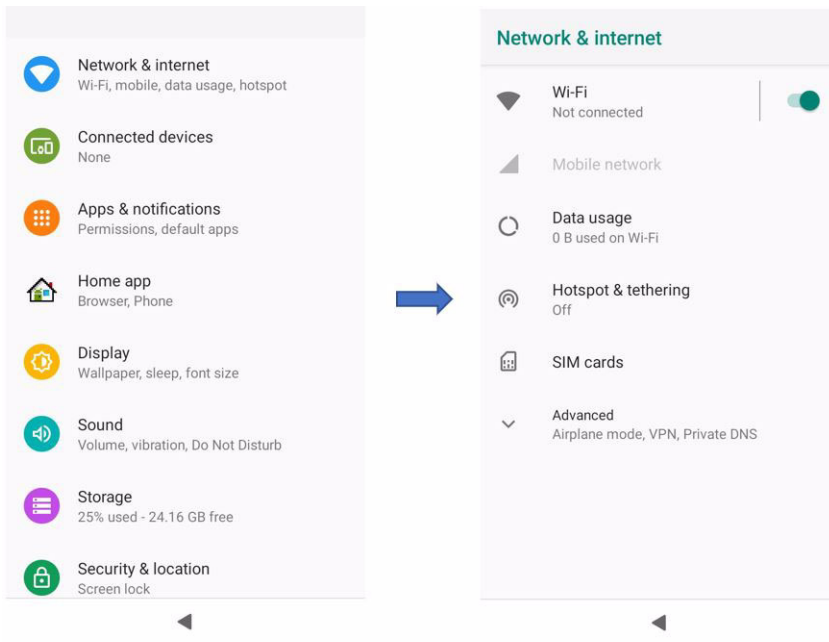 Network & internet
Wi-Fi, mobile, data usage, hotspot
Connected devices
None
Apps & notifications
Permissions, default apps
Home app
Browser, Phone
Display
Wallpaper, sleep, font size
Sound
Volume, vibration, Do Not Disturb
Storage
25% used - 24.16 GB free
Security & location
Screen lock
Network & internet
Wi-Fi
Not connected
Mobile network
Data usage
0 B used on Wi-Fi
Hotspot & tethering
Off
SIM cards
Advanced
Airplane mode, VPN, Private DNS